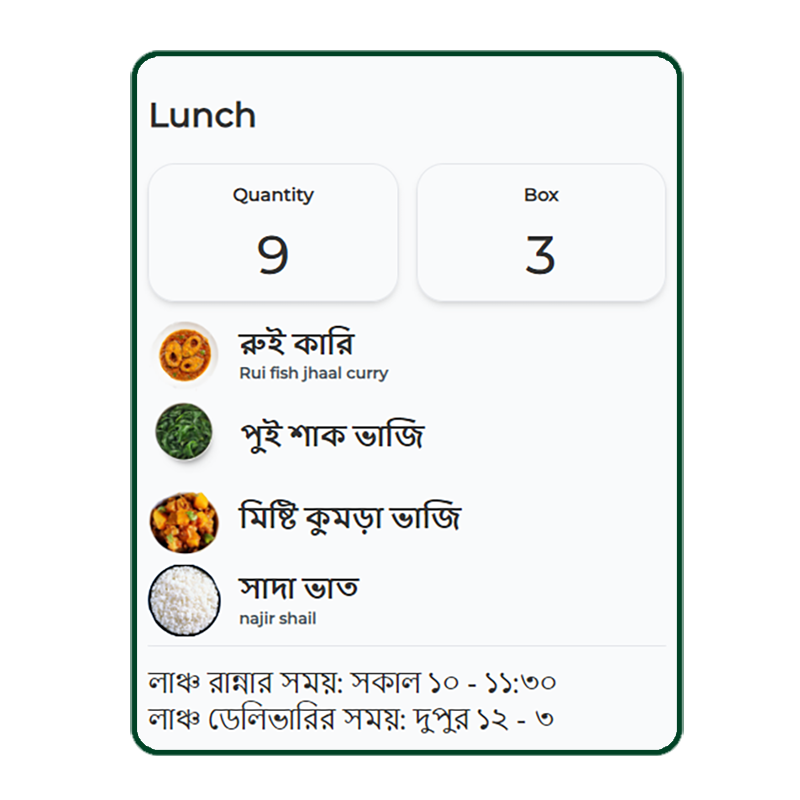 Lunch
Quantity
Box
9
3
রুই কারি
Rui fish jhaal curry
পুই শাক ভাজি
মিষ্টি কুমড়া ভাজি
সাদা ভাত
najir shail
লাঞ্চ রান্নার সময়: সকাল ১০ - ১১:৩০
লাঞ্চ ডেলিভারির সময়: দুপুর ১২ - ৩